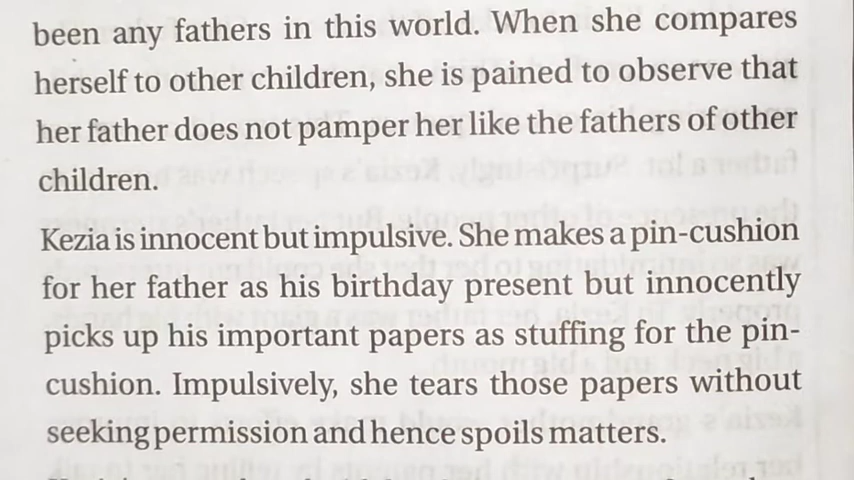 been any fathers in this world. When she compares
herself to other children, she is pained to observe that
her father does not pamper her like the fathers of other
children.
Kezia is innocent but impulsive. She makes a pin-cushion
for her father as his birthday present but innocently
picks up his important papers as stuffing for the pin-
cushion. Impulsively, she tears those papers without
seeking permission and hence spoils matters.